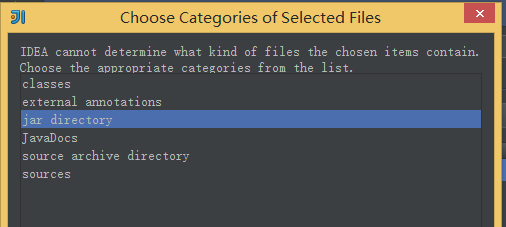 Choose Categories of Selected Files
IDEA cannot determine what kind of files the chosen items contain.
Choose the appropriate categories from the list.
classes
external annotations
jar directory
JavaDocs
source archive directory
sources